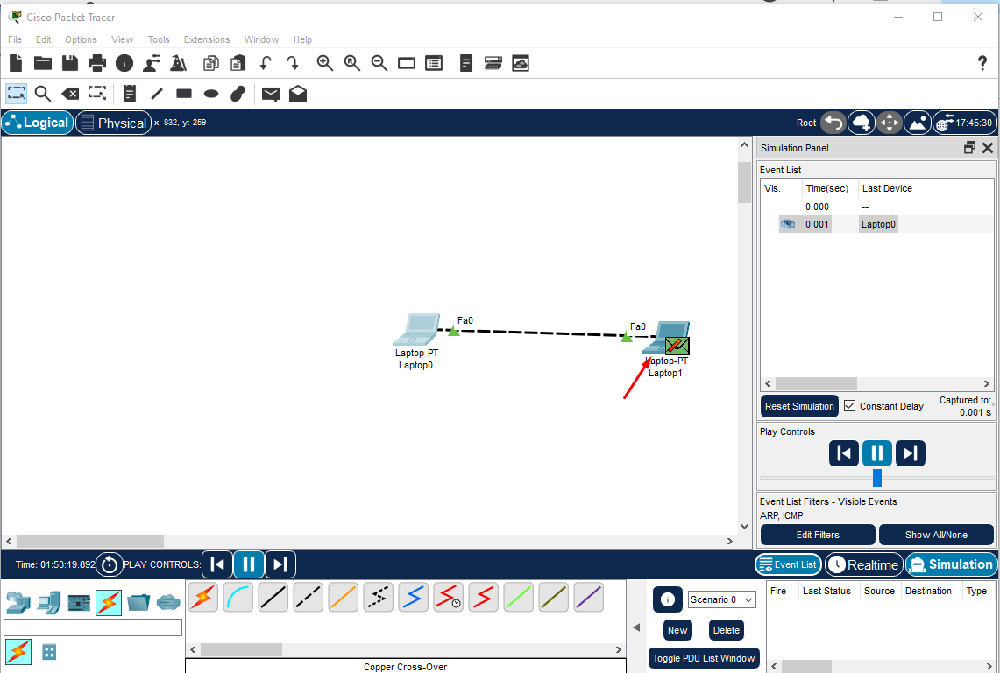 Cisco Packet Tracer
File Edit Options View Tools Extensions Window Help
?
Logical Physical x: 832, y: 259 Root 17:45:30
Simulation Panel
Event List
Vis. Time(sec) Last Device
0.000 --
0.001 Laptop0
Fa0
Fa0
Laptop-PT
Laptop0
Laptop-PT
Laptop1
Reset Simulation Constant Delay Captured to:
0.001 s
Play Controls
Event List Filters - Visible Events
ARP, ICMP
Edit Filters Show All/None
Time: 01:53:19.892 PLAY CONTROLS: Event List Realtime Simulation
Scenario 0
Fire Last Status Source Destination Type
New Delete
Toggle PDU List Window
Copper Cross-Over